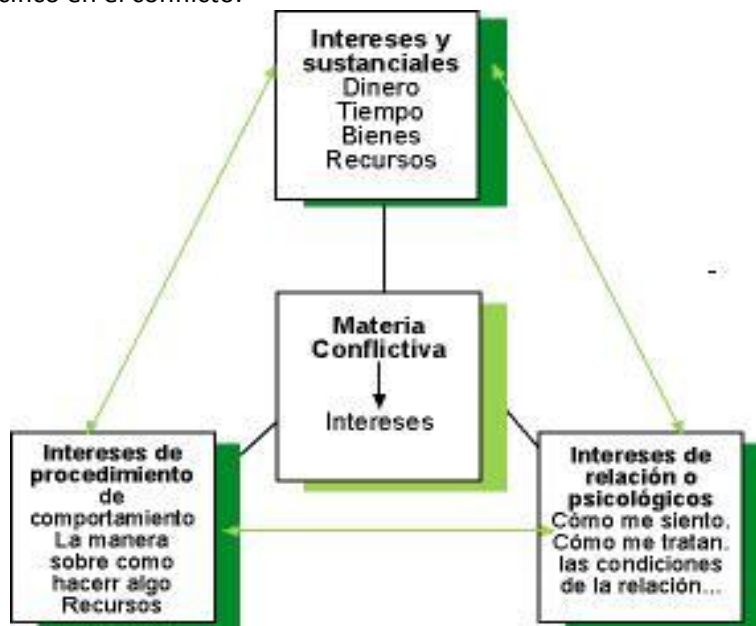 Intereses y
sustanciales
Dinero
Tiempo
Bienes
Recursos
Materia
Conflictiva
Intereses
Intereses de
procedimiento
de
comportamiento
La manera
sobre como
hacerr algo
Recursos
Intereses de
relación o
psicológicos
Cómo me siento.
Cómo me tratan.
las condiciones
de la relación...